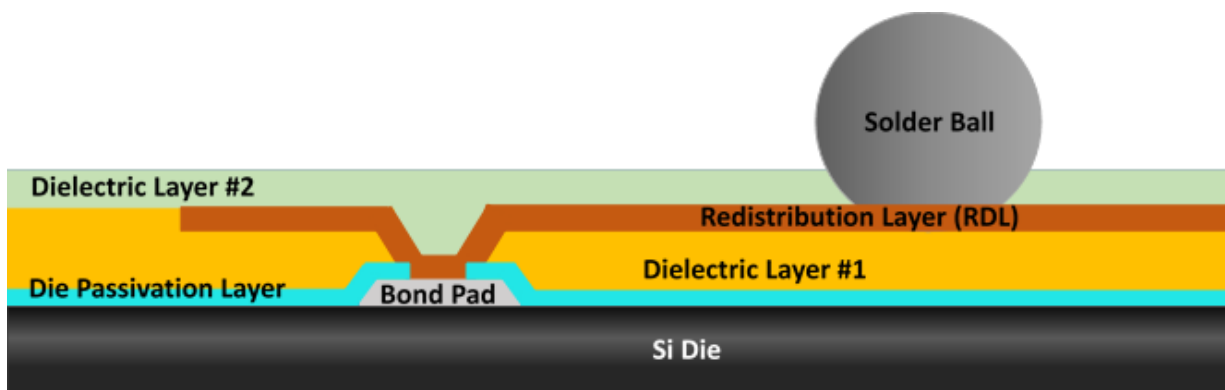 Solder Ball
Dielectric Layer #2
Redistribution Layer (RDL)
Dielectric Layer #1
Die Passivation Layer
Bond Pad
Si Die